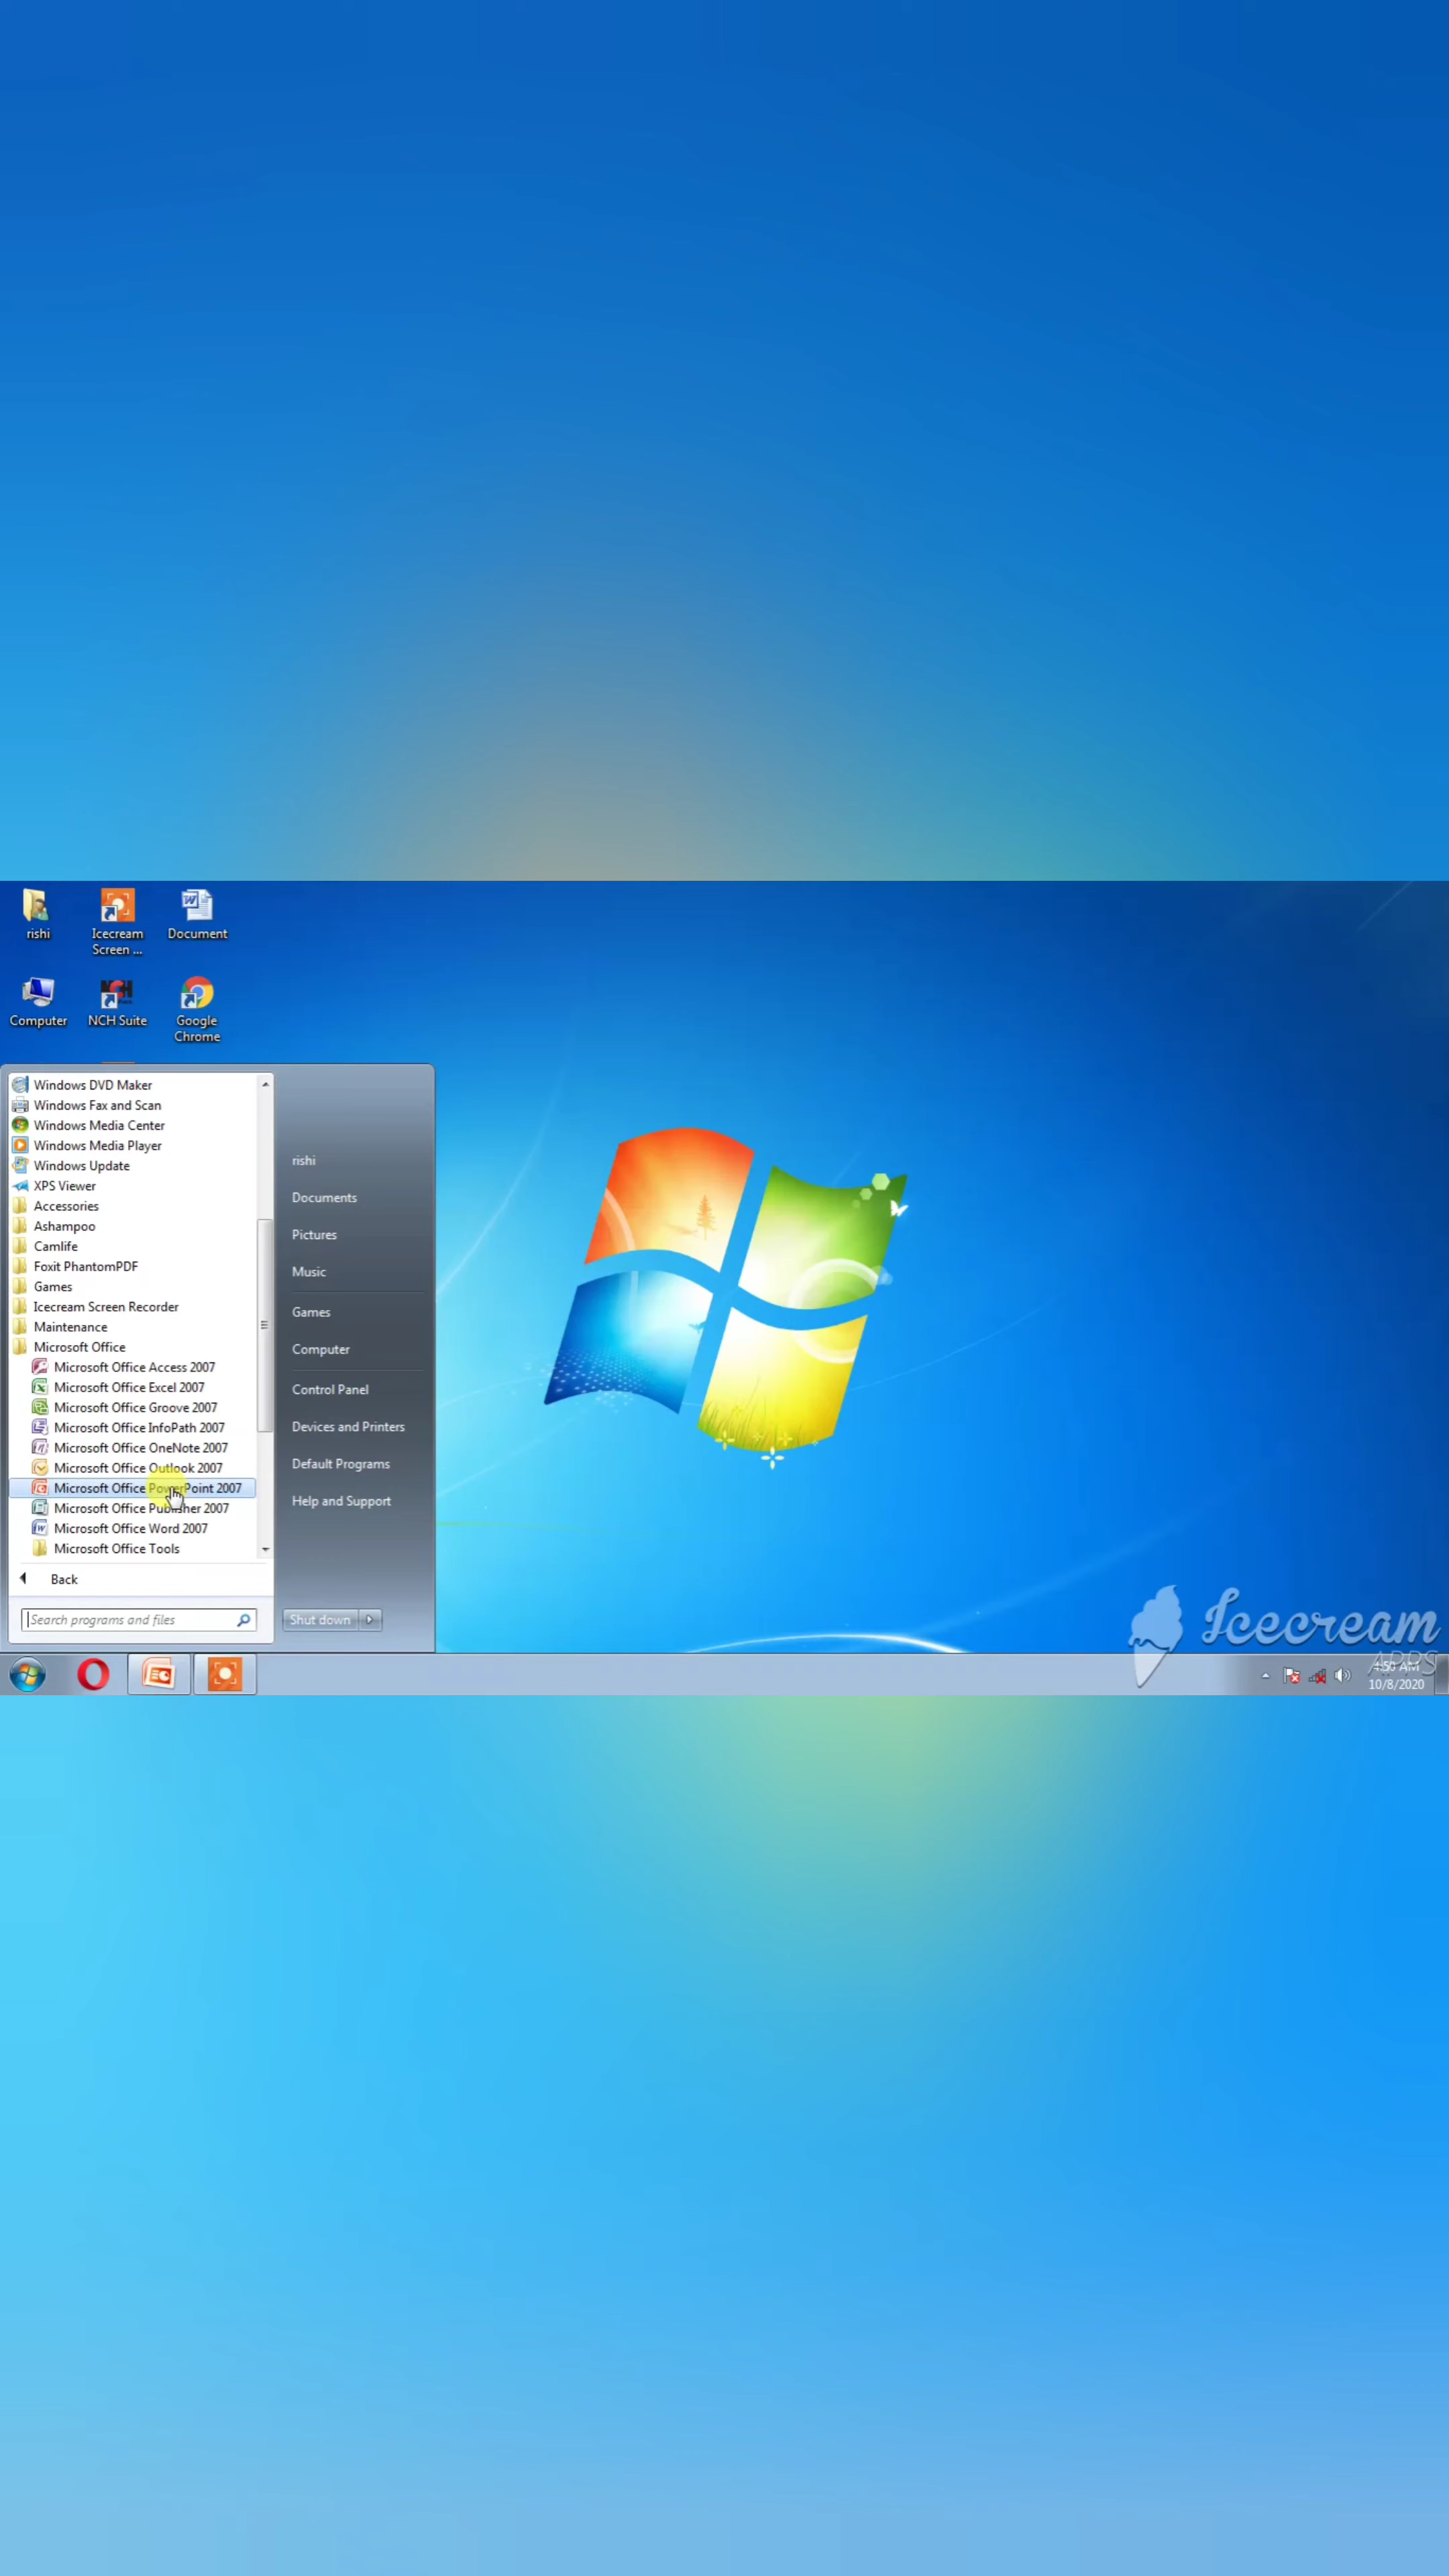 rishi
Icecream
Screen ...
Document
Computer
NCH Suite
Google
Chrome
Windows DVD Maker
Windows Fax and Scan
Windows Media Center
Windows Media Player
Windows Update
XPS Viewer
Accessories
Ashampoo
Camlife
Foxit PhantomPDF
Games
Icecream Screen Recorder
Maintenance
Microsoft Office
Microsoft Office Access 2007
Microsoft Office Excel 2007
Microsoft Office Groove 2007
Microsoft Office InfoPath 2007
Microsoft Office OneNote 2007
Microsoft Office Outlook 2007
Microsoft Office PowerPoint 2007
Microsoft Office Publisher 2007
Microsoft Office Word 2007
Microsoft Office Tools
Back
Search programs and files
rishi
Documents
Pictures
Music
Games
Computer
Control Panel
Devices and Printers
Default Programs
Help and Support
Shut down
Icecream
APPS
4:50 AM
10/8/2020